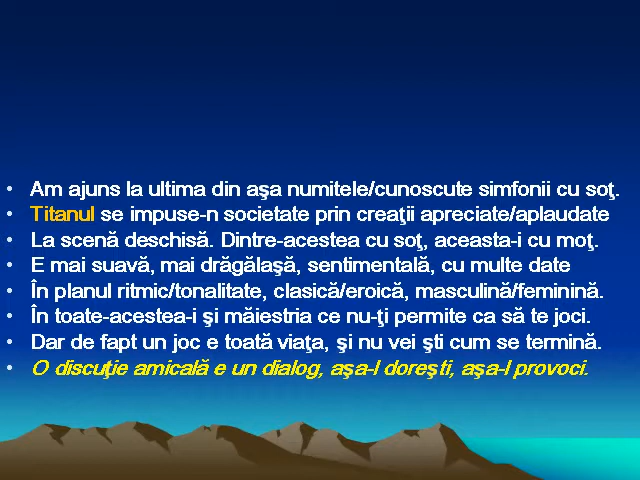 • Am ajuns la ultima din aşa numitele/cunoscute simfonii cu soţ.
• Titanul se impuse-n societate prin creaţii apreciate/aplaudate
• La scenă deschisă. Dintre-acestea cu soţ, aceasta-i cu moţ.
• E mai suavă, mai drăgălaşă, sentimentală, cu multe date
• În planul ritmic/tonalitate, clasică/eroică, masculină/feminină.
• În toate-acestea-i şi măiestria ce nu-ţi permite ca să te joci.
• Dar de fapt un joc e toată viaţa, şi nu vei şti cum se termină.
• O discuţie amicală e un dialog, aşa-l doreşti, aşa-l provoci.